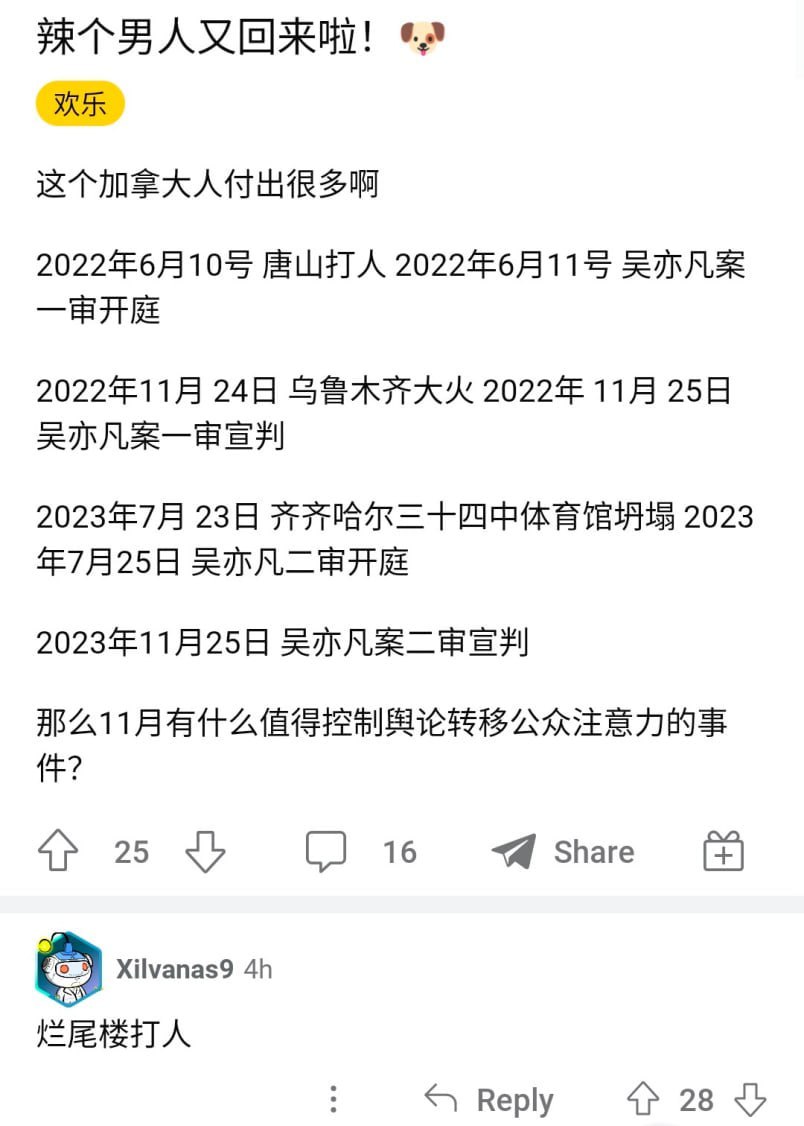 辣个男人又回来啦！🐶
欢乐
这个加拿大人付出很多啊
2022年6月10号 唐山打人 2022年6月11号 吴亦凡案
一审开庭
2022年11月 24日 乌鲁木齐大火 2022年 11月 25日
吴亦凡案一审宣判
2023年7月 23日 齐齐哈尔三十四中体育馆坍塌 2023
年7月25日 吴亦凡二审开庭
2023年11月25日 吴亦凡案二审宣判
那么11月有什么值得控制舆论转移公众注意力的事
件？
25 16 Share
Xilvanas9 4h
烂尾楼打人
Reply 28